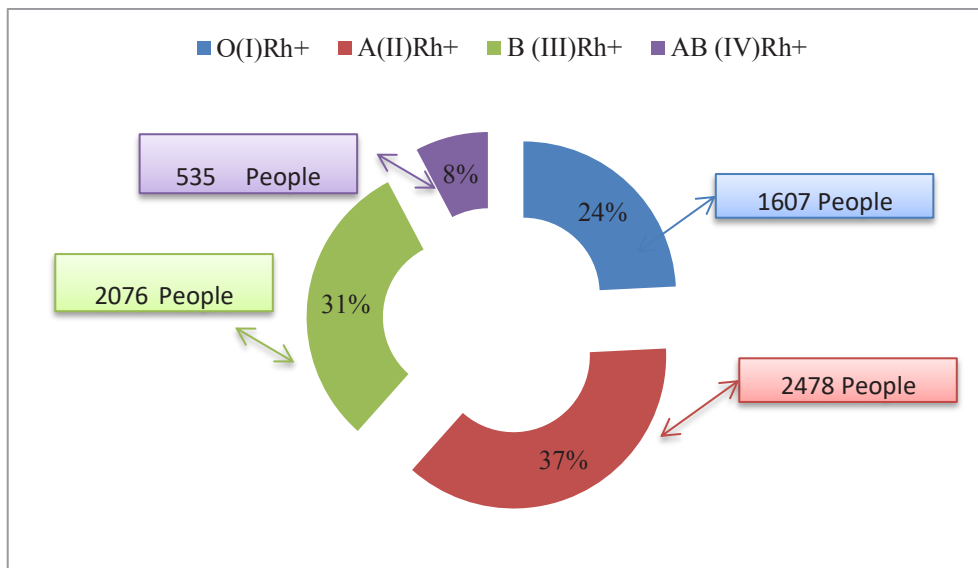 O(I)Rh+ A(II)Rh+ B (III)Rh+ AB (IV)Rh+
535 People
8%
24%
1607 People
2076 People
31%
2478 People
37%